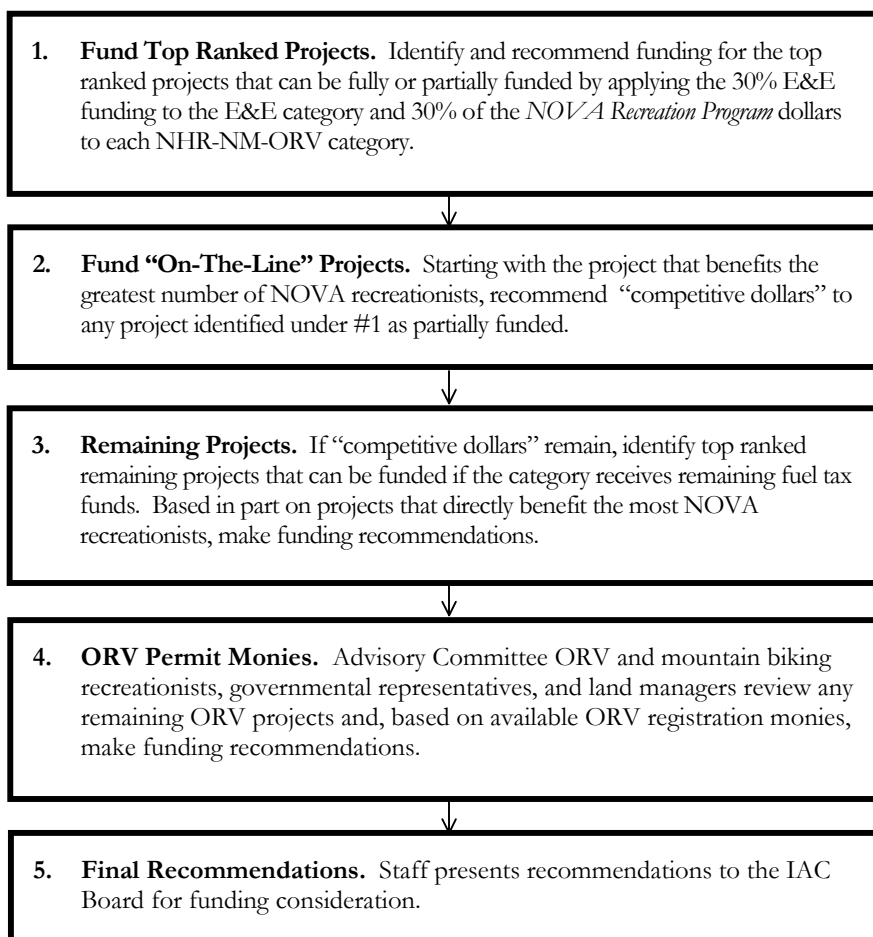 1. Fund Top Ranked Projects. Identify and recommend funding for the top
ranked projects that can be fully or partially funded by applying the 30% E&E
funding to the E&E category and 30% of the NOVA Recreation Program dollars
to each NHR-NM-ORV category.
2. Fund “On-The-Line” Projects. Starting with the project that benefits the
greatest number of NOVA recreationists, recommend “competitive dollars” to
any project identified under #1 as partially funded.
3. Remaining Projects. If “competitive dollars” remain, identify top ranked
remaining projects that can be funded if the category receives remaining fuel tax
funds. Based in part on projects that directly benefit the most NOVA
recreationists, make funding recommendations.
4. ORV Permit Monies. Advisory Committee ORV and mountain biking
recreationists, governmental representatives, and land managers review any
remaining ORV projects and, based on available ORV registration monies,
make funding recommendations.
5. Final Recommendations. Staff presents recommendations to the IAC
Board for funding consideration.